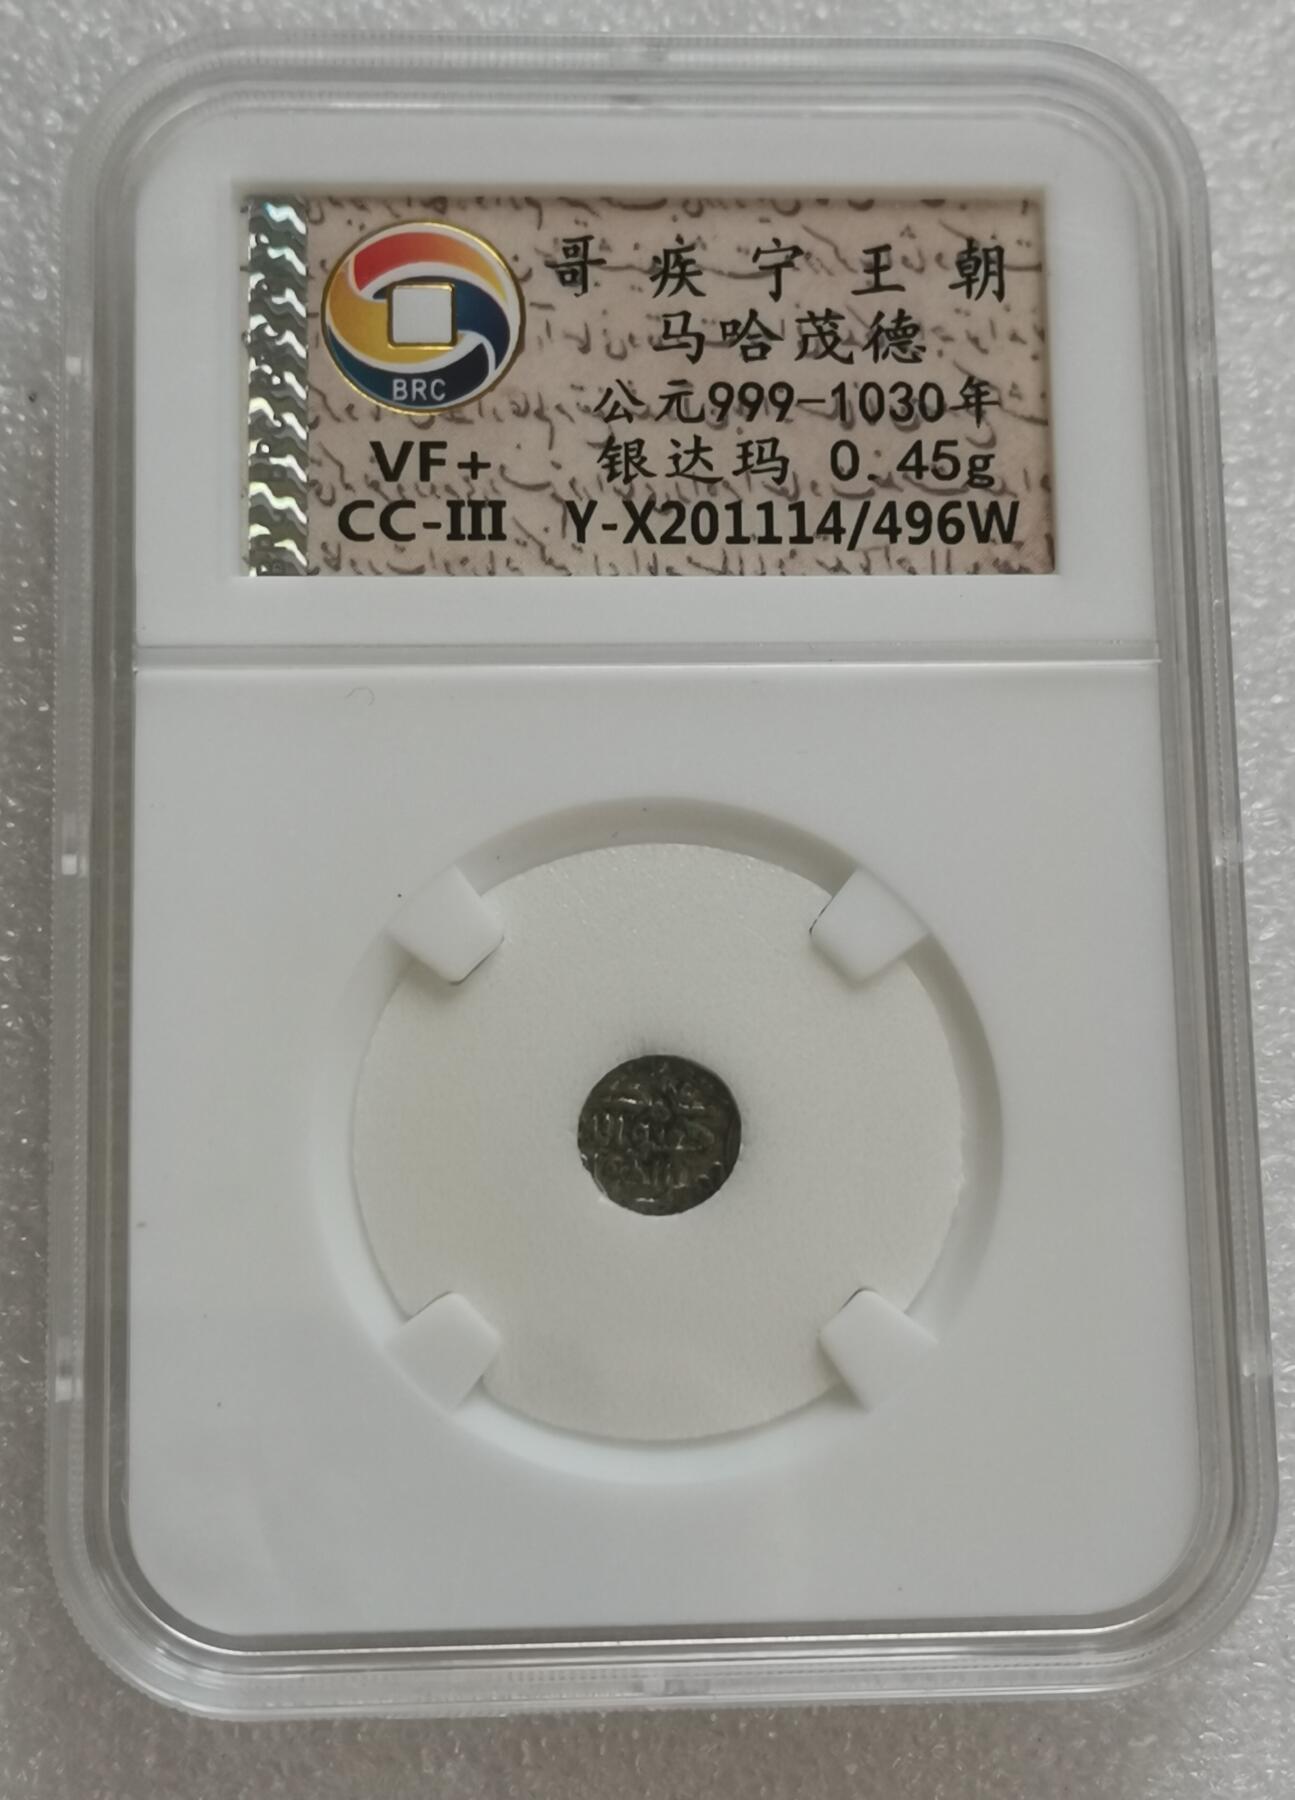 哥疾宁王朝
马哈茂德
公元999-1030年
银达玛 0.45g
BRC
VF+
CC-III Y-X201114/496W